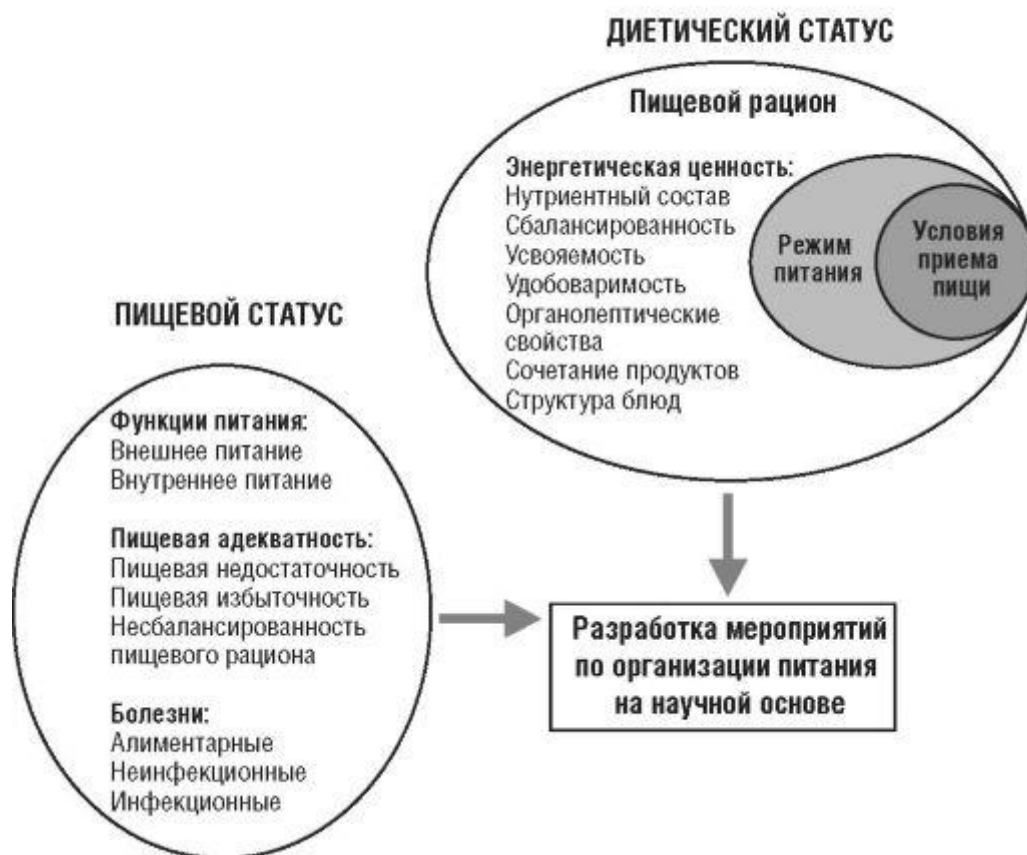 ДИЕТИЧЕСКИЙ СТАТУС
Пищевой рацион
Энергетическая ценность:
Нутриентный состав
Сбалансированность
Усвояемость
Удобоваримость
Органолептические
свойства
Сочетание продуктов
Структура блюд
Режим
питания
Условия
приема
пищи
ПИЩЕВОЙ СТАТУС
Функции питания:
Внешнее питание
Внутреннее питание
Пищевая адекватность:
Пищевая недостаточность
Пищевая избыточность
Несбалансированность
пищевого рациона
Болезни:
Алиментарные
Неинфекционные
Инфекционные
Разработка мероприятий
по организации питания
на научной основе